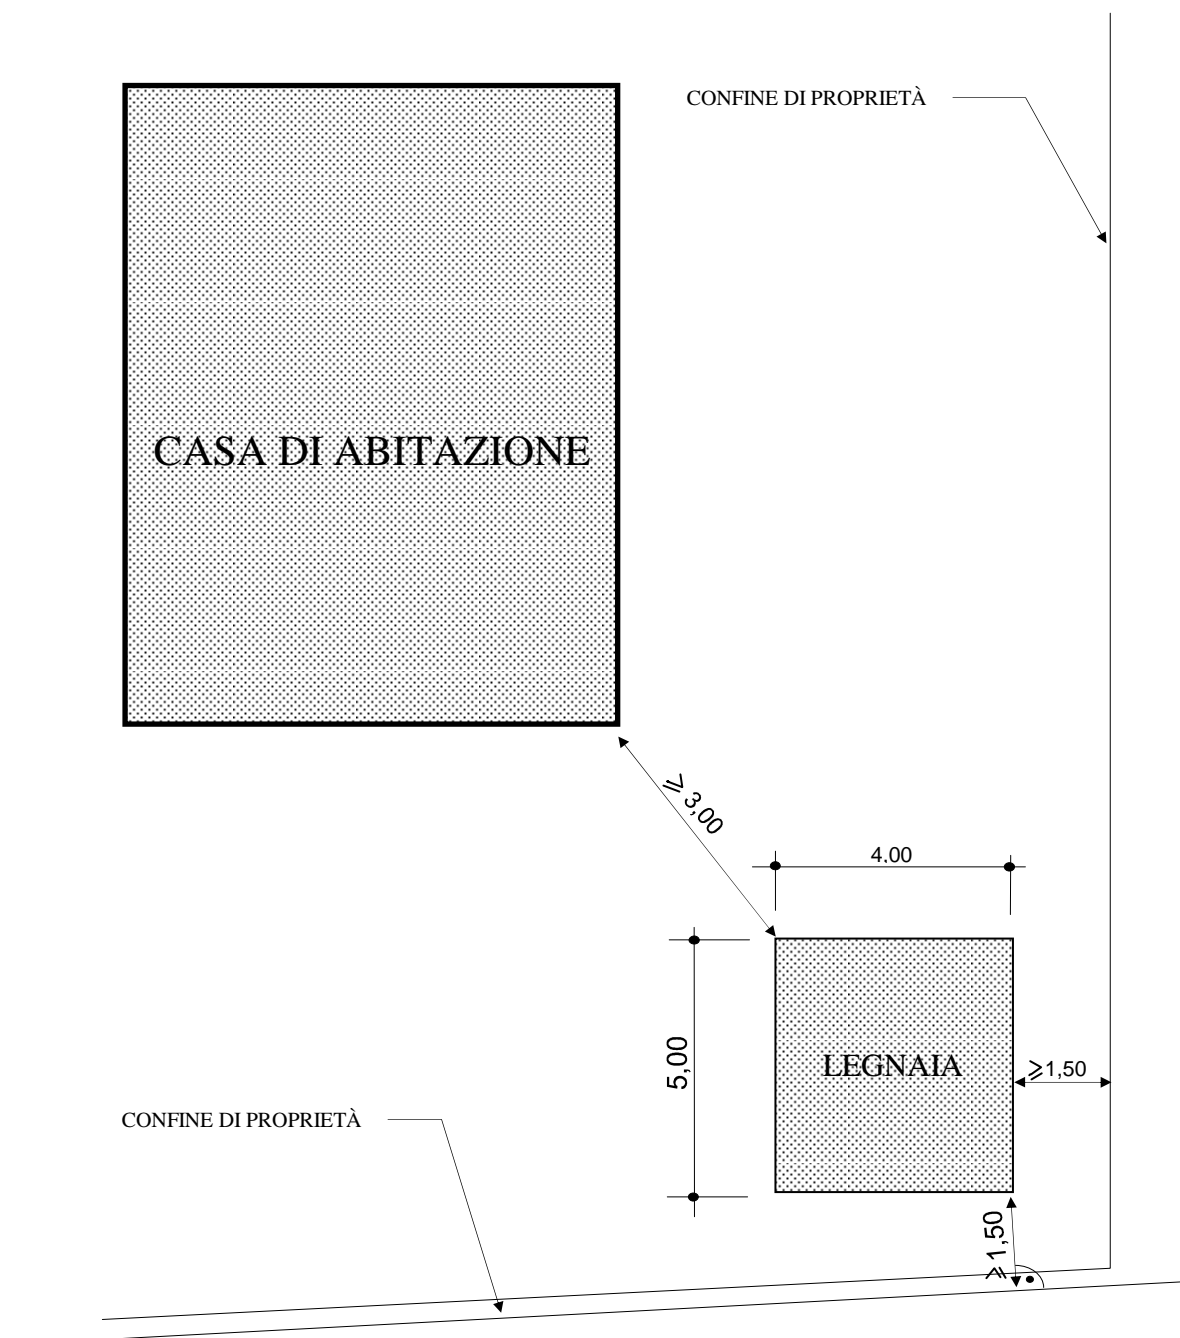 CONFINE DI PROPRIETÀ
CASA DI ABITAZIONE
⩾ 3,00
4,00
5,00
LEGNAIA
⩾1,50
CONFINE DI PROPRIETÀ
⩾ 1,50